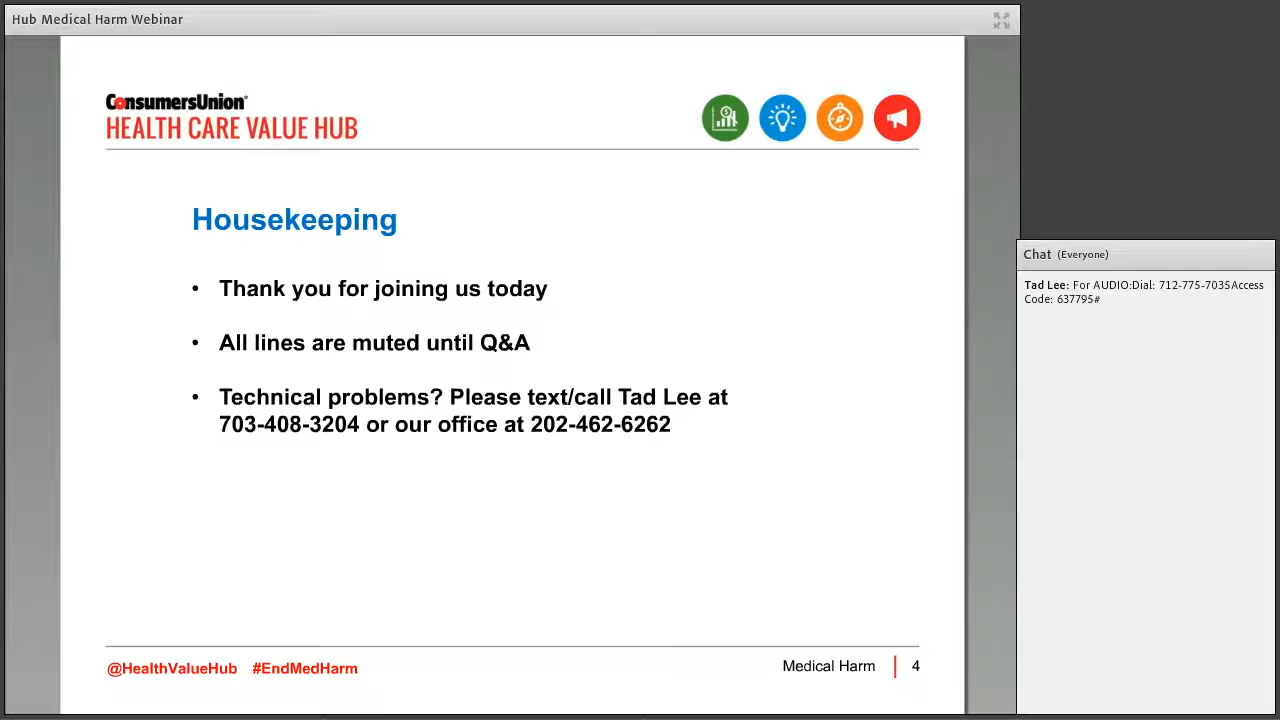 Hub Medical Harm Webinar
ConsumersUnion®
HEALTH CARE VALUE HUB
Housekeeping
• Thank you for joining us today
• All lines are muted until Q&A
• Technical problems? Please text/call Tad Lee at
703-408-3204 or our office at 202-462-6262
@HealthValueHub #EndMedHarm
Medical Harm | 4
Chat (Everyone)
Tad Lee: For AUDIO:Dial: 712-775-7035Access
Code: 637795#